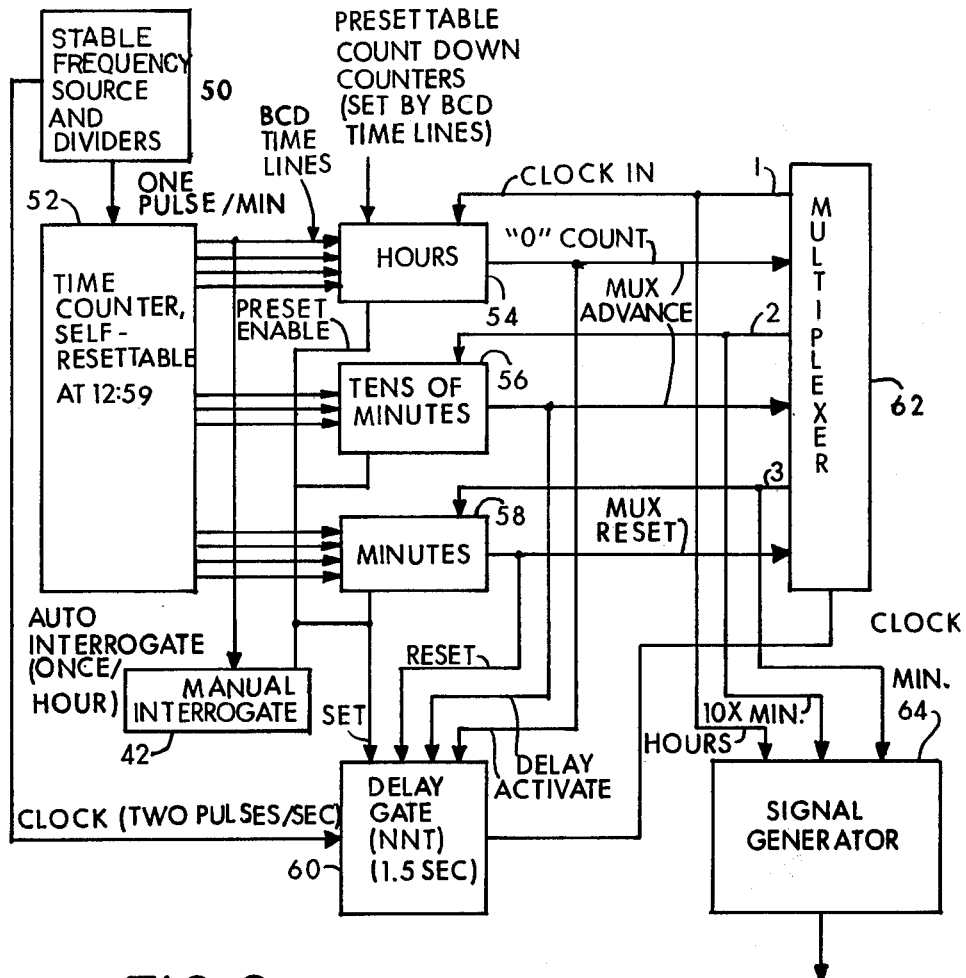 STABLE
FREQUENCY
SOURCE
AND
DIVIDERS
50
PRESETTABLE
COUNT DOWN
COUNTERS
(SET BY BCD
TIME LINES)
BCD
TIME
LINES
ONE
PULSE/MIN
52
TIME
COUNTER,
SELF-
RESETTABLE
AT 12:59
HOURS
54
CLOCK IN
1
"0" COUNT
MUX
ADVANCE
2
PRESET
ENABLE
TENS OF
MINUTES
56
MULTIPLEXER
62
3
MINUTES
58
MUX
RESET
CLOCK
AUTO
INTERROGATE
(ONCE/
HOUR)
MANUAL
INTERROGATE
42
RESET
SET
DELAY
ACTIVATE
MIN.
10X MIN.
HOURS
64
CLOCK (TWO PULSES/SEC)
DELAY
GATE
(NNT)
(1.5 SEC)
60
SIGNAL
GENERATOR